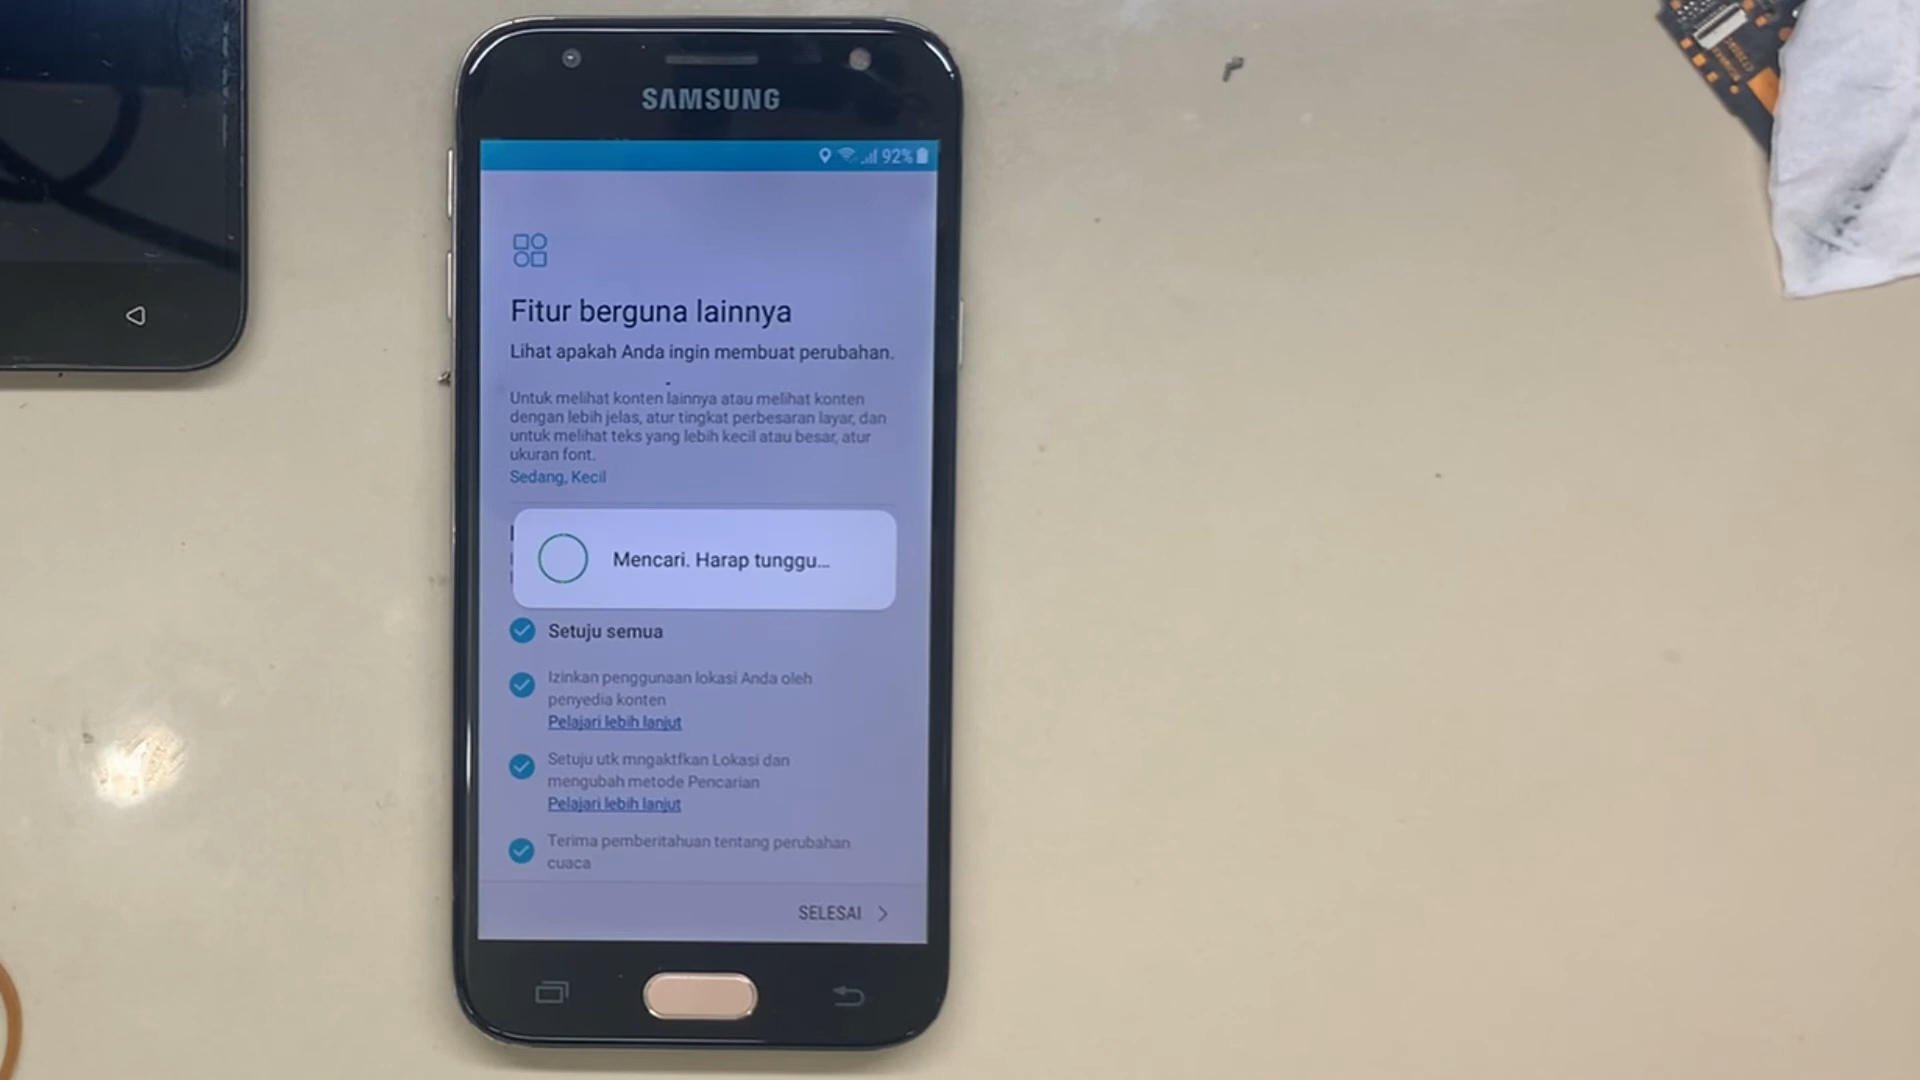 SAMSUNG
92%
Fitur berguna lainnya
Lihat apakah Anda ingin membuat perubahan.
Untuk melihat konten lainnya atau melihat konten
dengan lebih jelas, atur tingkat perbesaran layar, dan
untuk melihat teks yang lebih kecil atau besar, atur
ukuran font.
Sedang, Kecil
Mencari. Harap tunggu...
Setuju semua
Izinkan penggunaan lokasi Anda oleh
penyedia konten
Pelajari lebih lanjut
Setuju utk mngaktfkan Lokasi dan
mengubah metode Pencarian
Pelajari lebih lanjut
Terima pemberitahuan tentang perubahan
cuaca
SELESAI